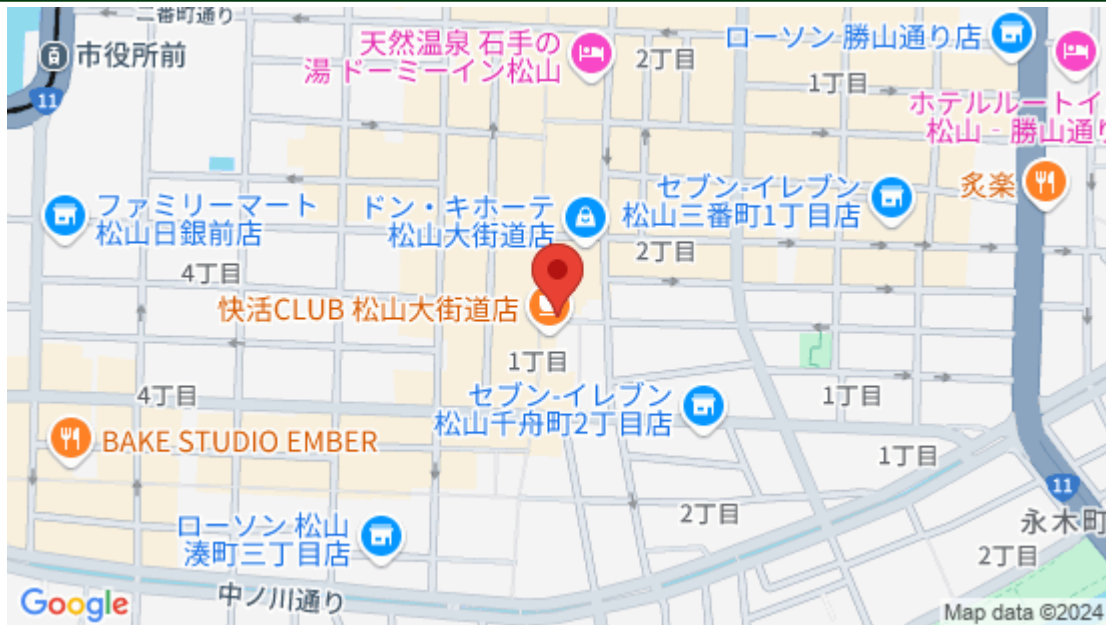 二番町通り
市役所前
11
天然温泉 石手の
湯 ドーミーイン松山
2丁目
ローソン 勝山通り店
1丁目
ホテルルートイ
松山 - 勝山通り
炙楽
セブン-イレブン
松山三番町1丁目店
ファミリーマート
松山日銀前店
ドン・キホーテ
松山大街道店
2丁目
4丁目
快活CLUB 松山大街道店
1丁目
4丁目
セブン-イレブン
松山千舟町2丁目店
1丁目
BAKE STUDIO EMBER
1丁目
11
2丁目
永木町
2丁目
ローソン 松山
湊町三丁目店
中ノ川通り
Google
Map data ©2024